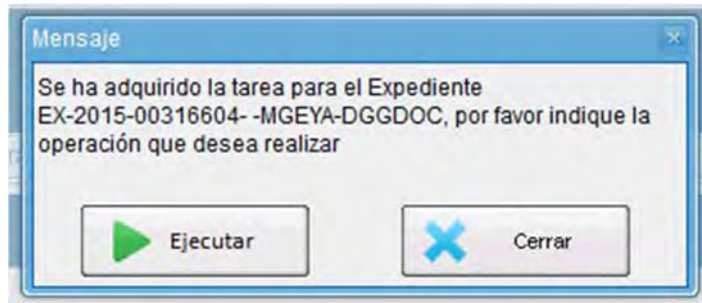 Mensaje
Se ha adquirido la tarea para el Expediente
EX-2015-00316604- -MGEYA-DGGDOC, por favor indique la
operación que desea realizar
Ejecutar Cerrar